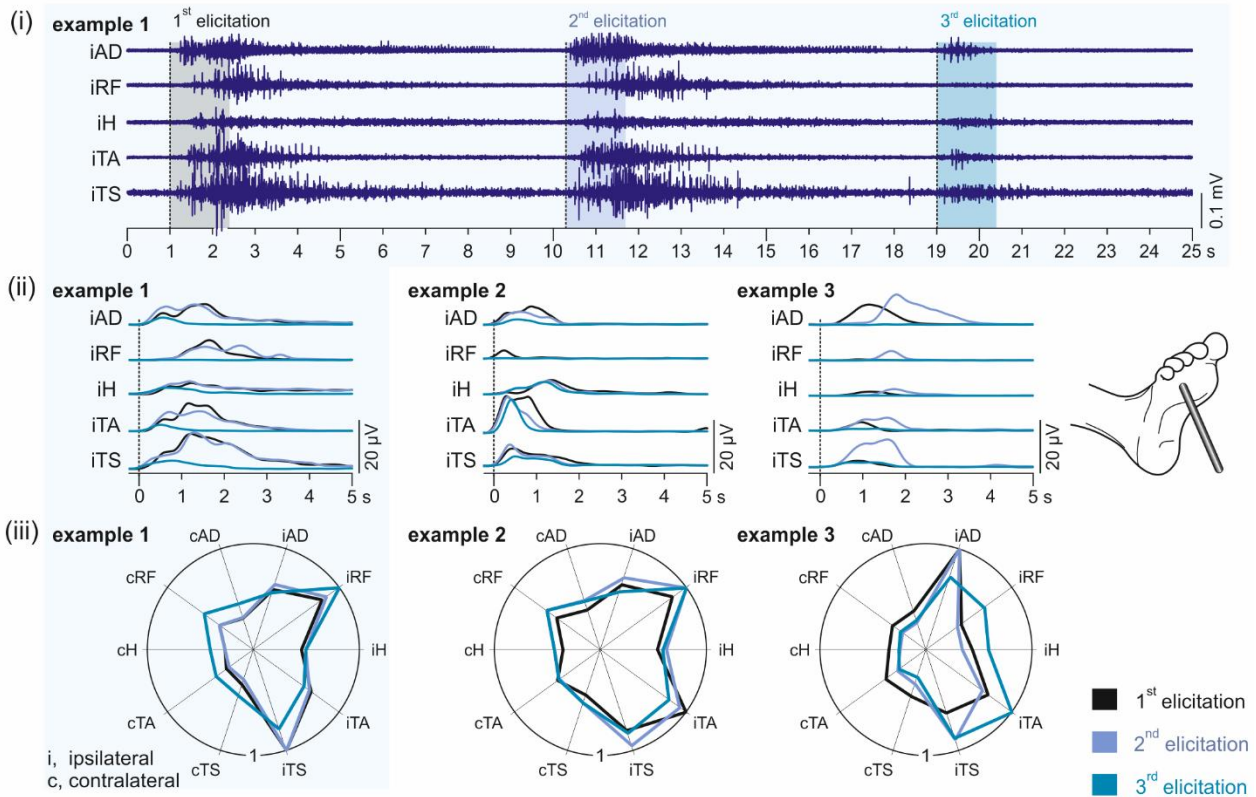 (i) example 1 1st elicitation 2nd elicitation 3rd elicitation
iAD
iRF
iH
iTA
iTS
0.1 mV
0 1 2 3 4 5 6 7 8 9 10 11 12 13 14 15 16 17 18 19 20 21 22 23 24 25 s
(ii) example 1
iAD
iRF
iH
iTA
iTS
20 µV
0 1 2 3 4 5 s
example 2
iAD
iRF
iH
iTA
iTS
20 µV
0 1 2 3 4 5 s
example 3
iAD
iRF
iH
iTA
iTS
20 µV
0 1 2 3 4 5 s
(iii) example 1
cAD iAD
cRF iRF
cH iH
cTA iTA
cTS 1 iTS
i, ipsilateral
c, contralateral
example 2
cAD iAD
cRF iRF
cH iH
cTA iTA
cTS 1 iTS
example 3
cAD iAD
cRF iRF
cH iH
cTA iTA
cTS 1 iTS
1st elicitation
2nd elicitation
3rd elicitation